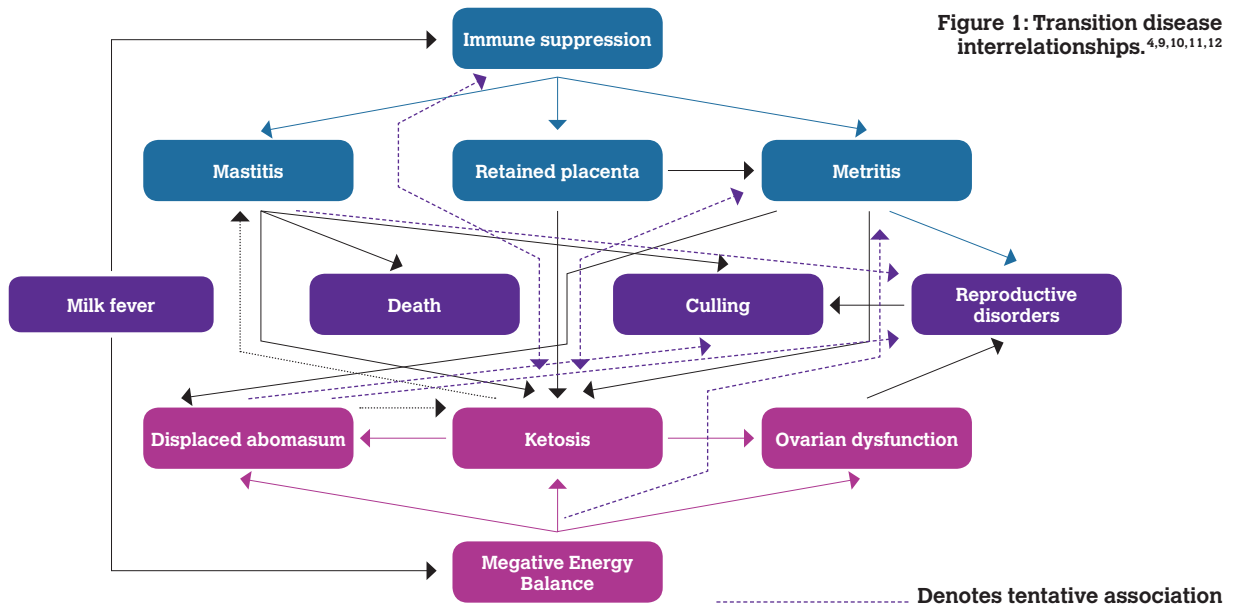 Figure 1: Transition disease
interrelationships.4,9,10,11,12
Immune suppression
Mastitis
Retained placenta
Metritis
Milk fever
Death
Culling
Reproductive
disorders
Displaced abomasum
Ketosis
Ovarian dysfunction
Megative Energy
Balance
Denotes tentative association